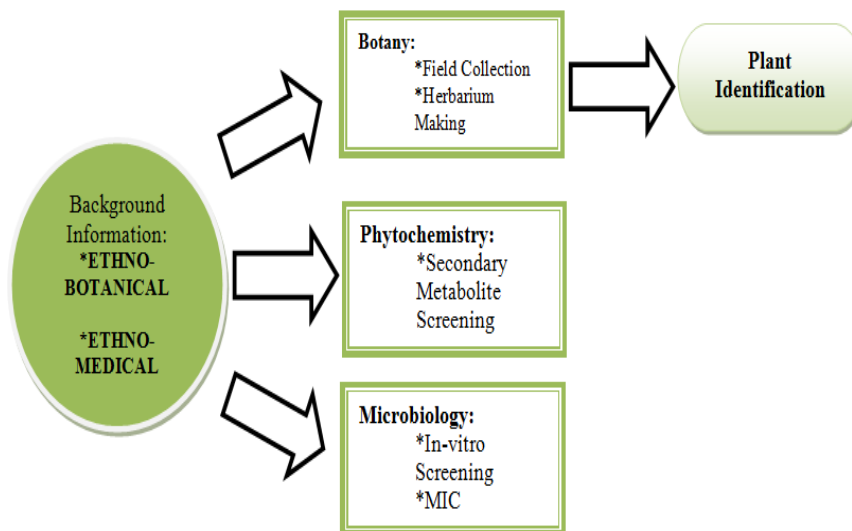 Background
Information:
*ETHNO-
BOTANICAL
*ETHNO-
MEDICAL
Botany:
*Field Collection
*Herbarium
Making
Plant
Identification
Phytochemistry:
*Secondary
Metabolite
Screening
Microbiology:
*In-vitro
Screening
*MIC